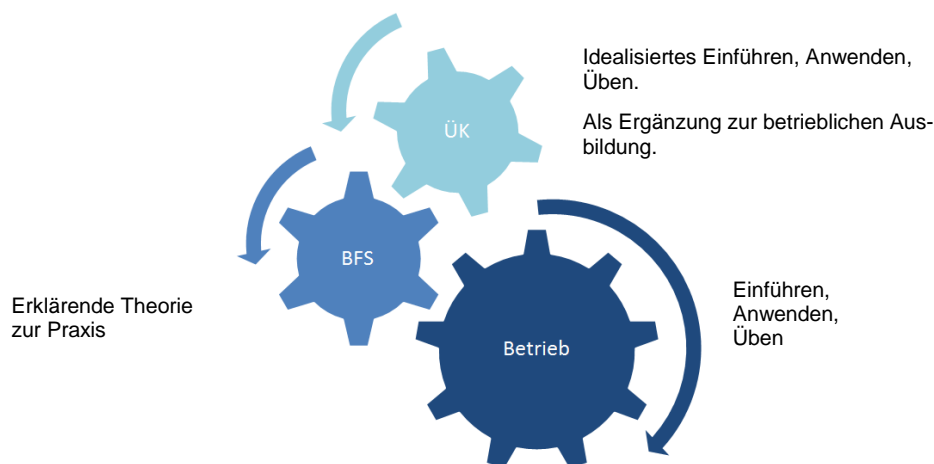 Idealisiertes Einführen, Anwenden,
Üben.
Als Ergänzung zur betrieblichen Aus-
bildung.
ÜK
BFS
Erklärende Theorie
zur Praxis
Einführen,
Anwenden,
Üben
Betrieb